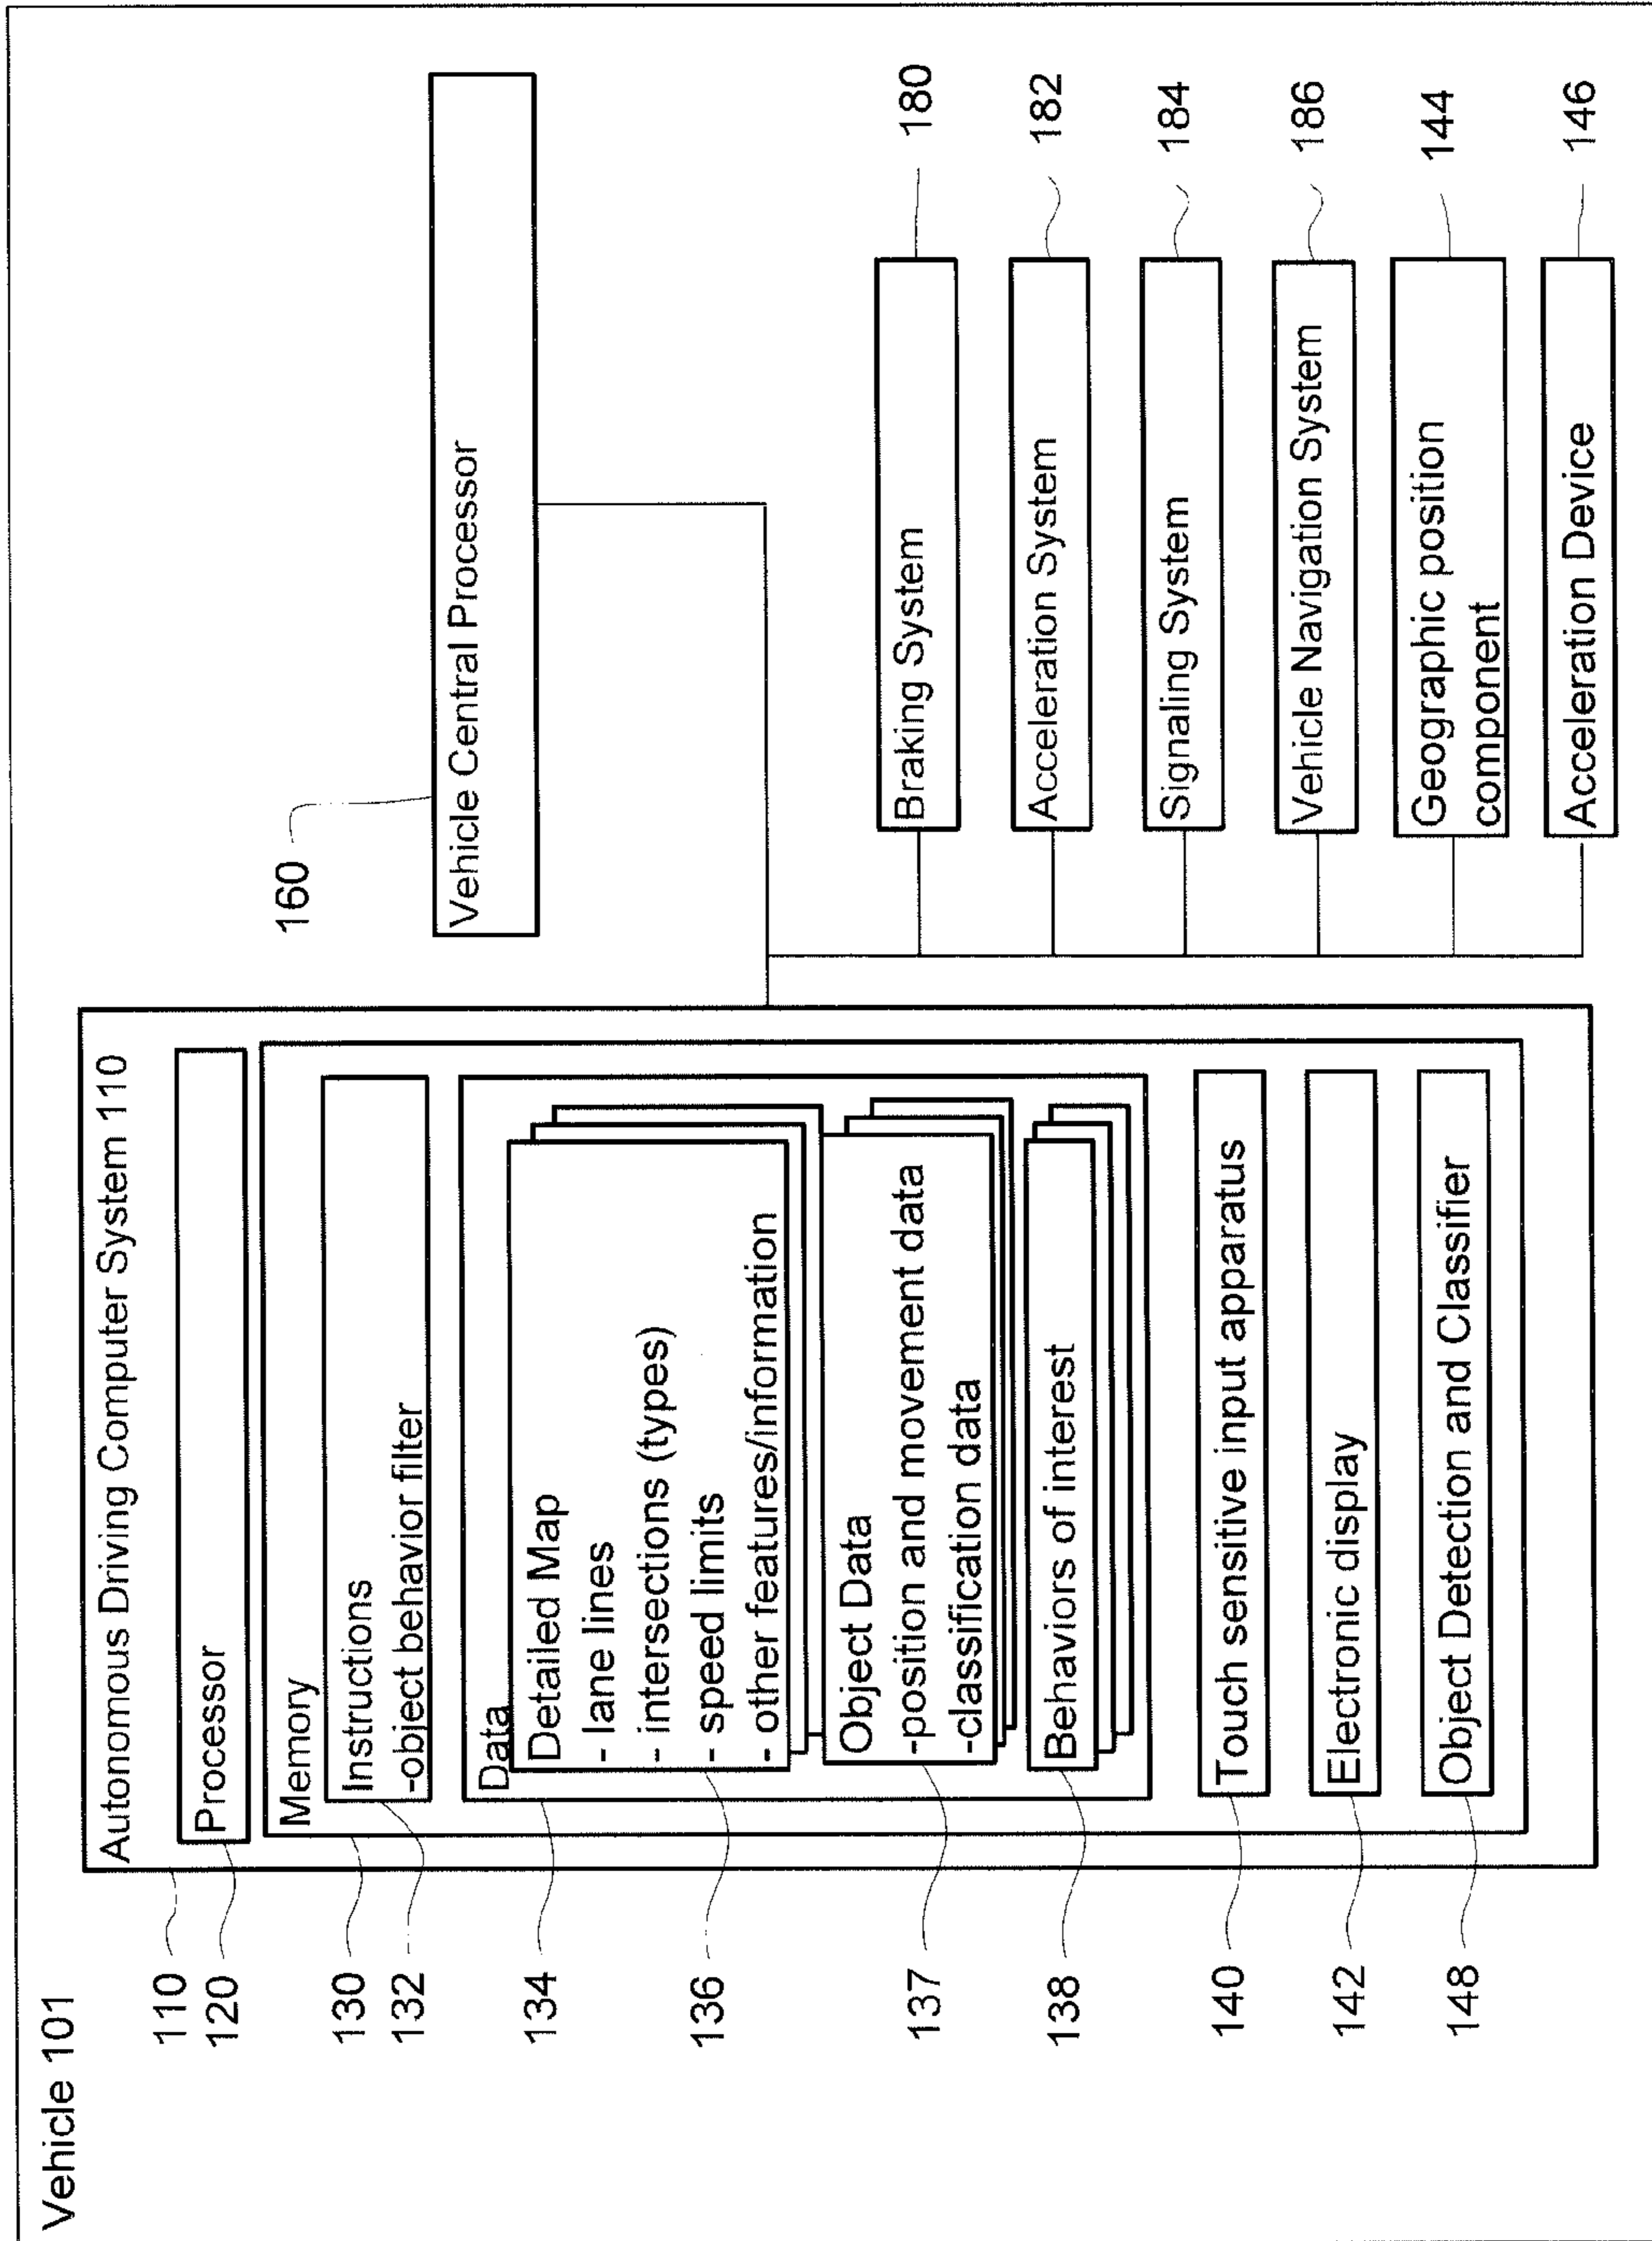 Vehicle 101
110
120
130
132
134
136
137
138
140
142
148
Autonomous Driving Computer System 110
Processor
Memory
Instructions
-object behavior filter
Data
Detailed Map
- lane lines
- intersections (types)
- speed limits
- other features/information
Object Data
-position and movement data
-classification data
Behaviors of interest
Touch sensitive input apparatus
Electronic display
Object Detection and Classifier
160
Vehicle Central Processor
Braking System
180
Acceleration System
182
Signaling System
184
Vehicle Navigation System
186
Geographic position
component
144
Acceleration Device
146